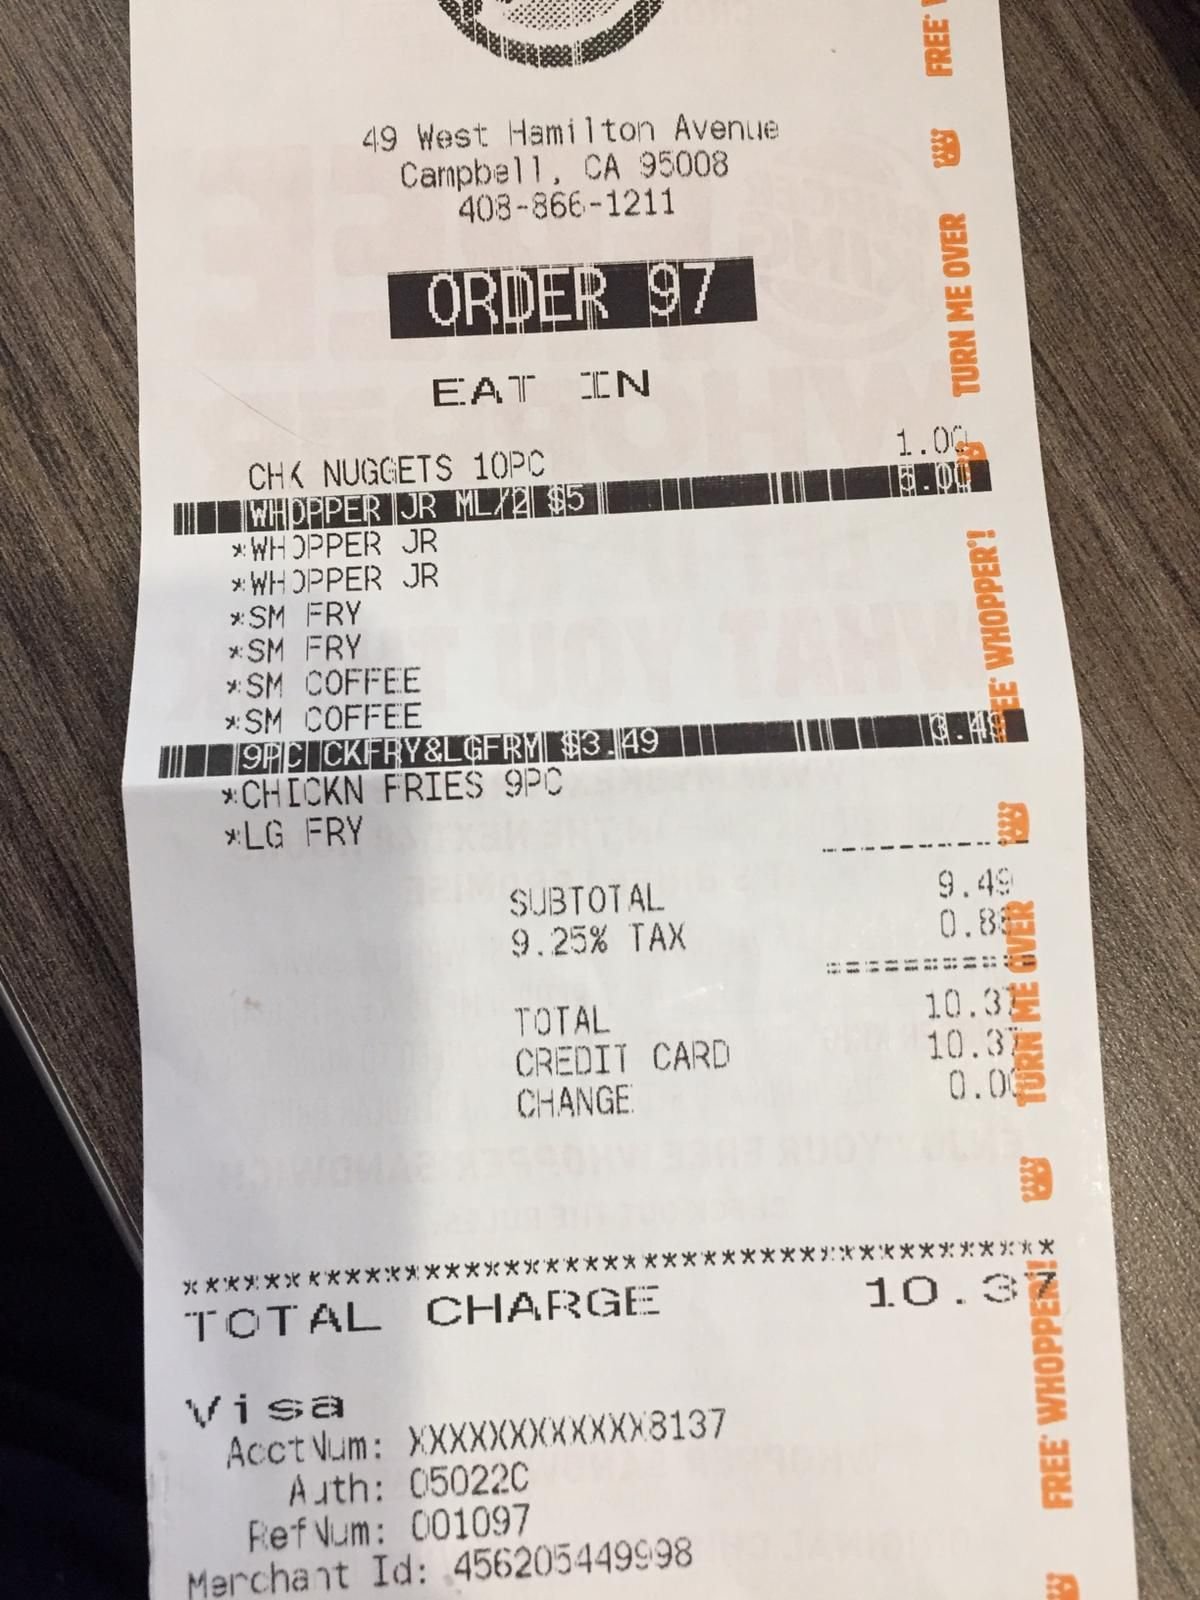 49 West Hamilton Avenue
Campbell, CA 95008
408-866-1211
ORDER 97
EAT IN
CHK NUGGETS 10PC 1.00
WHOPPER JR ML/2 $5 5.00
*WHOPPER JR
*WHOPPER JR
*SM FRY
*SM FRY
*SM COFFEE
*SM COFFEE
9PC CKFRY&LGFRY $3.49 3.49
*CHICKN FRIES 9PC
*LG FRY
SUBTOTAL 9.49
9.25% TAX 0.88
TOTAL 10.37
CREDIT CARD 10.37
CHANGE 0.00
TOTAL CHARGE 10.37
Visa
AcctNum: XXXXXXXXXXXX8137
Auth: 05022C
RefNum: 001097
Merchant Id: 456205449998
FREE
TURN ME OVER
FREE WHOPPER!
TURN ME OVER
FREE WHOPPER!